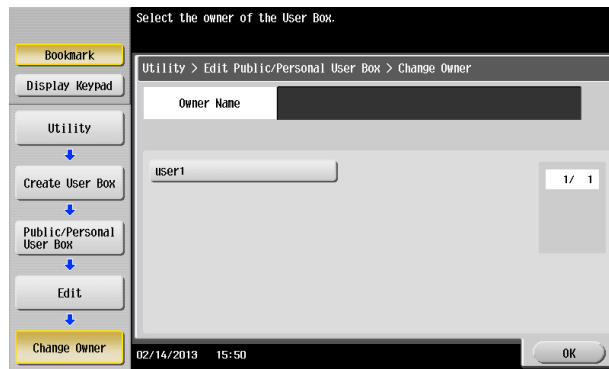 Select the owner of the User Box.
Bookmark
Display Keypad
Utility
Create User Box
Public/Personal
User Box
Edit
Change Owner
Utility > Edit Public/Personal User Box > Change Owner
Owner Name
user1
1/ 1
02/14/2013 15:50
OK